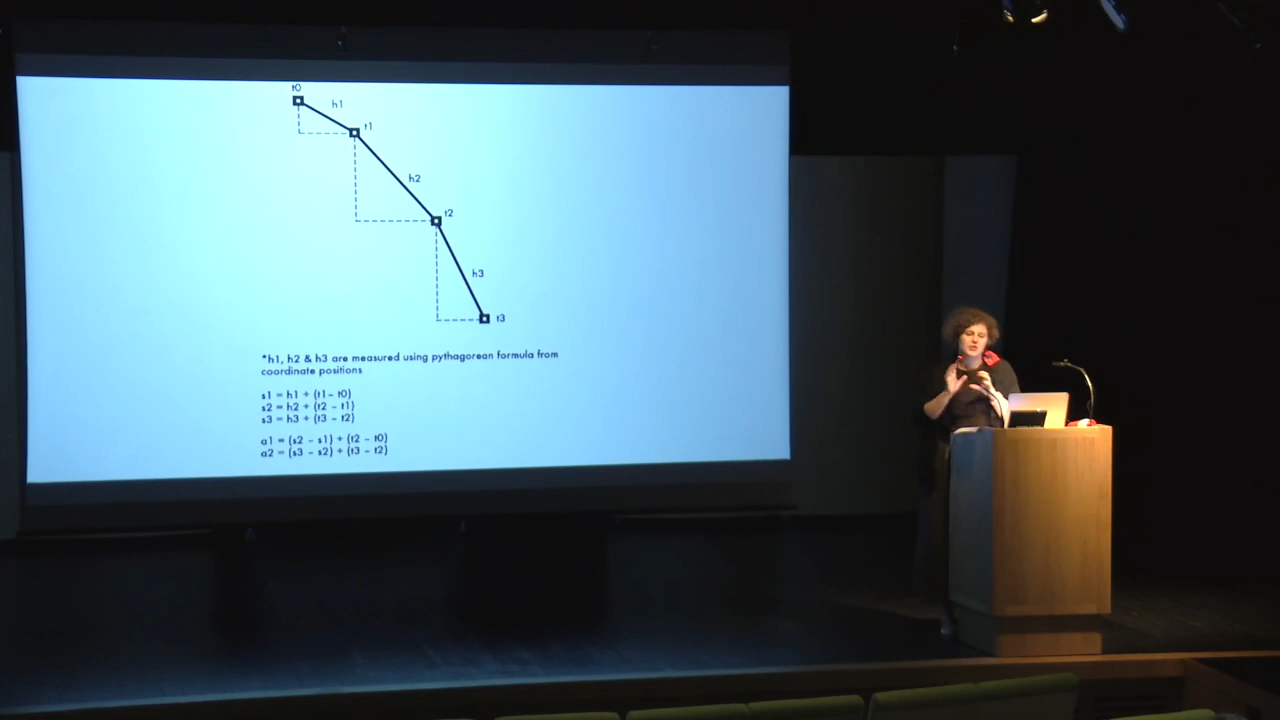 t0
h1
t1
h2
t2
h3
t3
*h1, h2 & h3 are measured using pythagorean formula from
coordinate positions
s1 = h1 ÷ (t1 - t0)
s2 = h2 ÷ (t2 - t1)
s3 = h3 ÷ (t3 - t2)
a1 = (s2 - s1) ÷ (t2 - t0)
a2 = (s3 - s2) ÷ (t3 - t2)